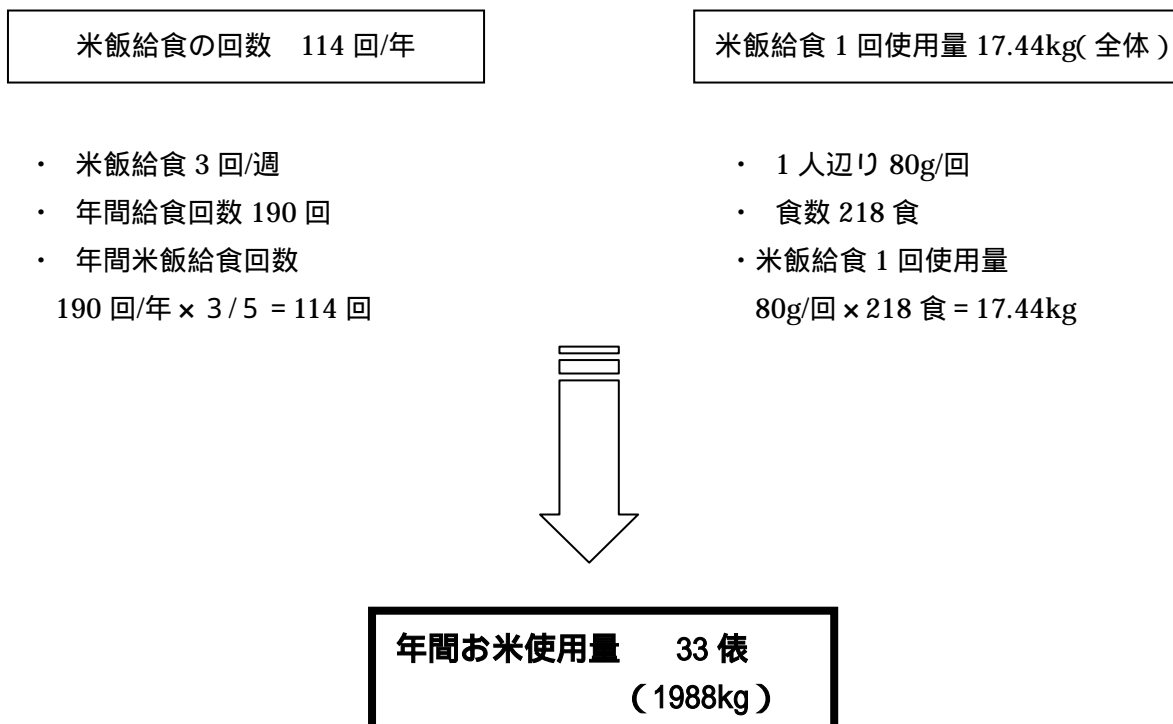 米飯給食の回数 114 回/年
米飯給食 1 回使用量 17.44kg( 全体 )
・ 米飯給食 3 回/週
・ 年間給食回数 190 回
・ 年間米飯給食回数
190 回/年 × 3 / 5 = 114 回
・ 1 人辺り 80g/回
・ 食数 218 食
・米飯給食 1 回使用量
80g/回 × 218 食 = 17.44kg
年間お米使用量 33 俵
( 1988kg )